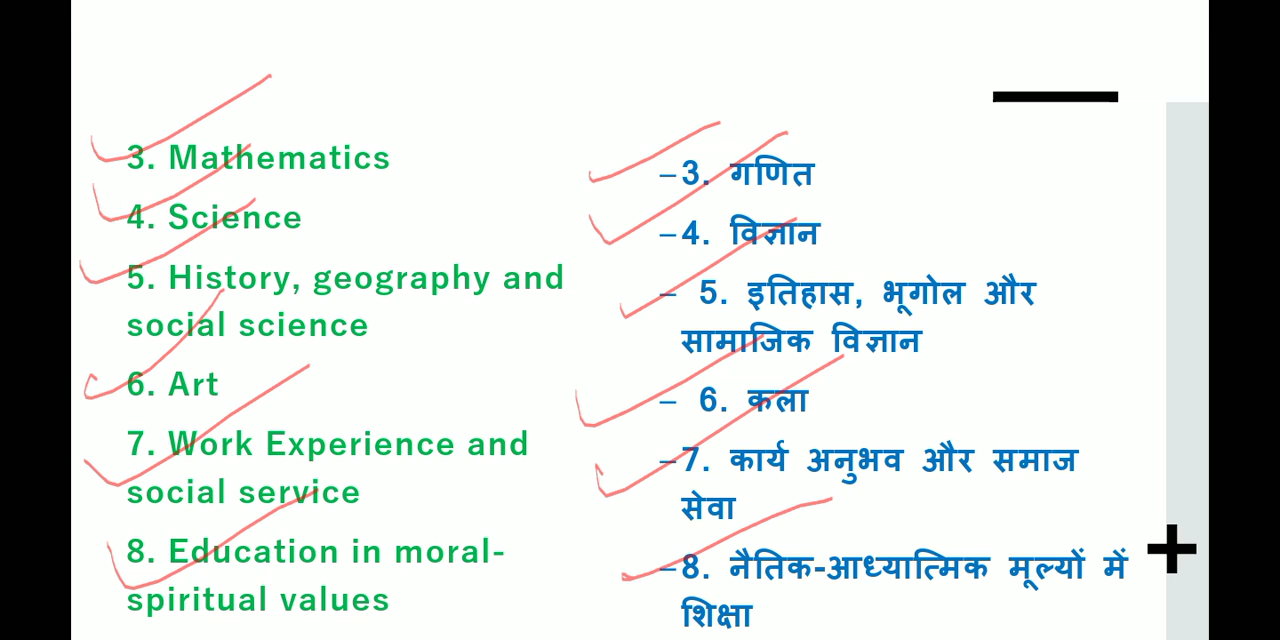 3. Mathematics
4. Science
5. History, geography and
social science
6. Art
7. Work Experience and
social service
8. Education in moral-
spiritual values
–3. गणित
–4. विज्ञान
– 5. इतिहास, भूगोल और
सामाजिक विज्ञान
– 6. कला
–7. कार्य अनुभव और समाज
सेवा
–8. नैतिक-आध्यात्मिक मूल्यों में
शिक्षा